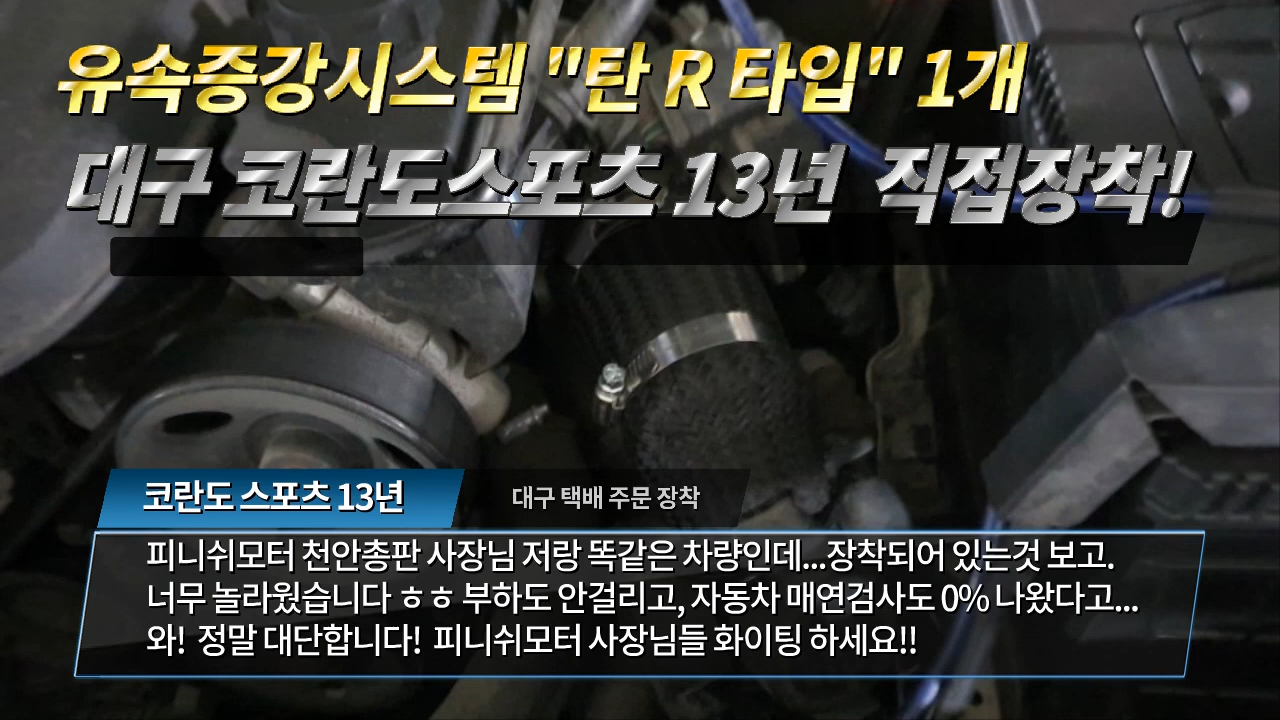 유속증강시스템 "탄 R 타입" 1개
대구 코란도스포츠 13년 직접장착!
코란도 스포츠 13년
대구 택배 주문 장착
피니쉬모터 천안총판 사장님 저랑 똑같은 차량인데...장착되어 있는것 보고.
너무 놀라웠습니다 ㅎㅎ 부하도 안걸리고, 자동차 매연검사도 0% 나왔다고...
와! 정말 대단합니다! 피니쉬모터 사장님들 화이팅 하세요!!